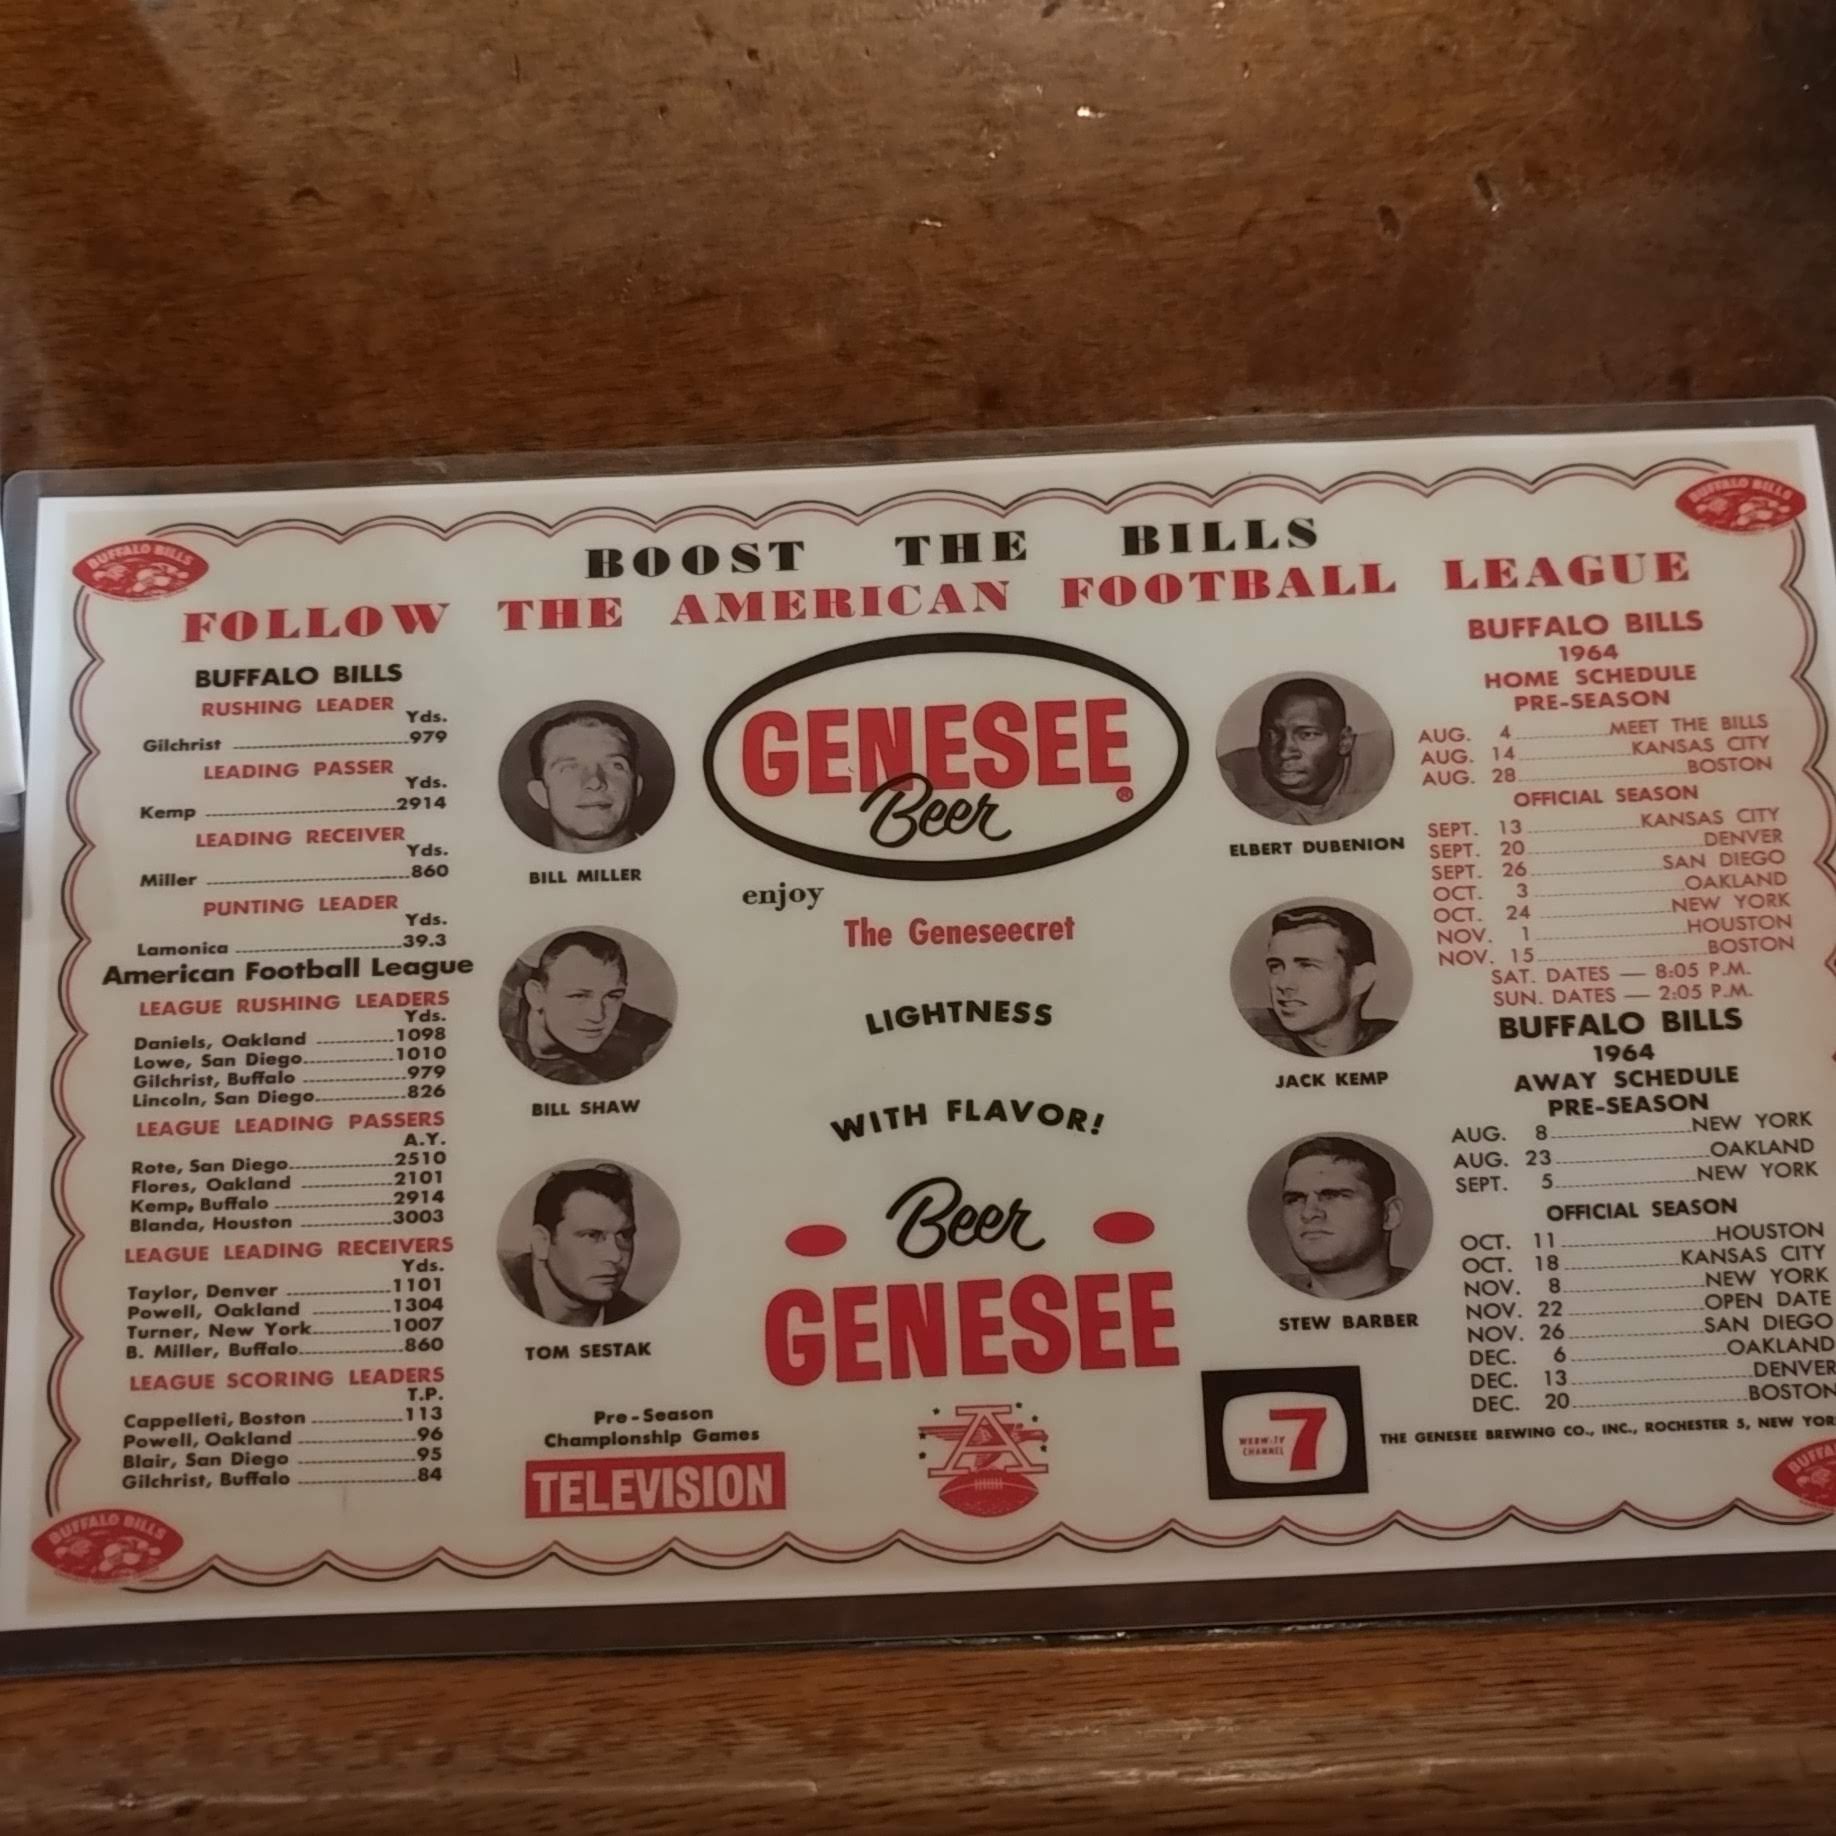 BUFFALO BILLS
BUFFALO BILLS
BOOST THE BILLS
FOLLOW THE AMERICAN FOOTBALL LEAGUE
BUFFALO BILLS
RUSHING LEADER
Yds.
Gilchrist 979
LEADING PASSER
Yds.
Kemp 2914
LEADING RECEIVER
Yds.
Miller 860
PUNTING LEADER
Yds.
Lamonica 39.3
American Football League
LEAGUE RUSHING LEADERS
Yds.
Daniels, Oakland 1098
Lowe, San Diego 1010
Gilchrist, Buffalo 979
Lincoln, San Diego 826
LEAGUE LEADING PASSERS
A.Y.
Rote, San Diego 2510
Flores, Oakland 2101
Kemp, Buffalo 2914
Blanda, Houston 3003
LEAGUE LEADING RECEIVERS
Yds.
Taylor, Denver 1101
Powell, Oakland 1304
Turner, New York 1007
B. Miller, Buffalo 860
LEAGUE SCORING LEADERS
T.P.
Cappelleti, Boston 113
Powell, Oakland 96
Blair, San Diego 95
Gilchrist, Buffalo 84
BUFFALO BILLS
BILL MILLER
BILL SHAW
TOM SESTAK
Pre-Season
Championship Games
TELEVISION
GENESEE
Beer
®
enjoy
The Geneseecret
LIGHTNESS
WITH FLAVOR!
Beer
GENESEE
A
ELBERT DUBENION
JACK KEMP
STEW BARBER
WKBW-TV
CHANNEL
7
BUFFALO BILLS
1964
HOME SCHEDULE
PRE-SEASON
AUG. 4 MEET THE BILLS
AUG. 14 KANSAS CITY
AUG. 28 BOSTON
OFFICIAL SEASON
SEPT. 13 KANSAS CITY
SEPT. 20 DENVER
SEPT. 26 SAN DIEGO
OCT. 3 OAKLAND
OCT. 24 NEW YORK
NOV. 1 HOUSTON
NOV. 15 BOSTON
SAT. DATES — 8:05 P.M.
SUN. DATES — 2:05 P.M.
BUFFALO BILLS
1964
AWAY SCHEDULE
PRE-SEASON
AUG. 8 NEW YORK
AUG. 23 OAKLAND
SEPT. 5 NEW YORK
OFFICIAL SEASON
OCT. 11 HOUSTON
OCT. 18 KANSAS CITY
NOV. 8 NEW YORK
NOV. 22 OPEN DATE
NOV. 26 SAN DIEGO
DEC. 6 OAKLAND
DEC. 13 DENVER
DEC. 20 BOSTON
THE GENESEE BREWING CO., INC., ROCHESTER 5, NEW YOR
BUFFA